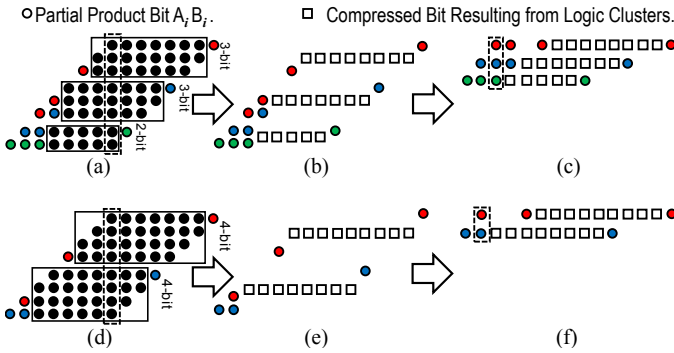 Partial Product Bit AᵢBᵢ.
Compressed Bit Resulting from Logic Clusters.
3-bit
3-bit
2-bit
(a)
(b)
(c)
4-bit
4-bit
(d)
(e)
(f)